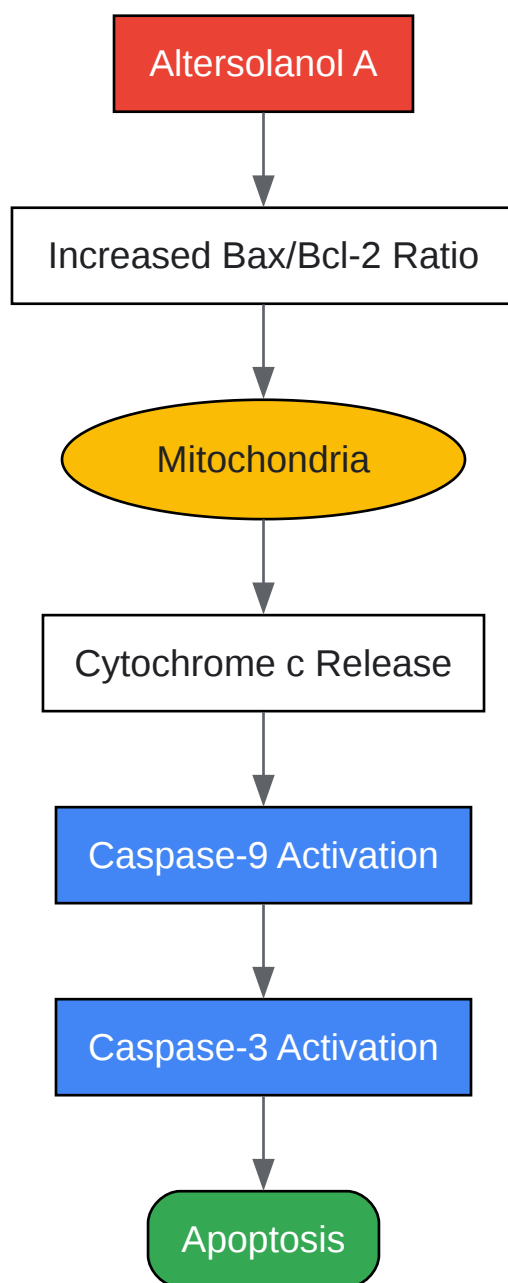 Altersolanol A
Increased Bax/Bcl-2 Ratio
Mitochondria
Cytochrome c Release
Caspase-9 Activation
Caspase-3 Activation
Apoptosis